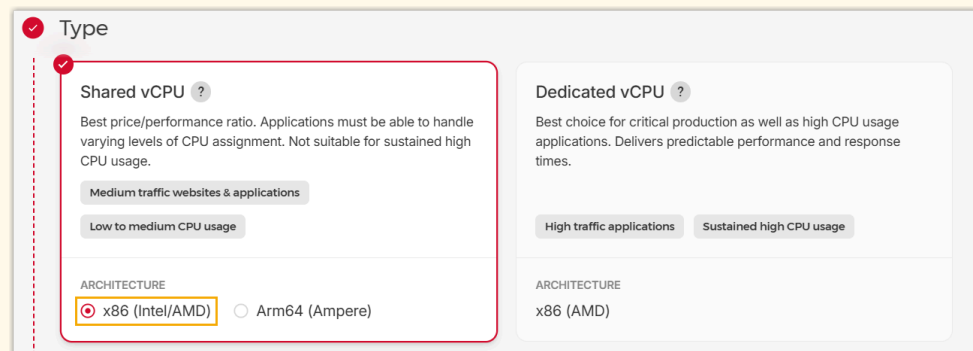 Type
Shared vCPU ?
Best price/performance ratio. Applications must be able to handle
varying levels of CPU assignment. Not suitable for sustained high
CPU usage.
Medium traffic websites & applications
Low to medium CPU usage
ARCHITECTURE
x86 (Intel/AMD)
Arm64 (Ampere)
Dedicated vCPU ?
Best choice for critical production as well as high CPU usage
applications. Delivers predictable performance and response
times.
High traffic applications
Sustained high CPU usage
ARCHITECTURE
x86 (AMD)